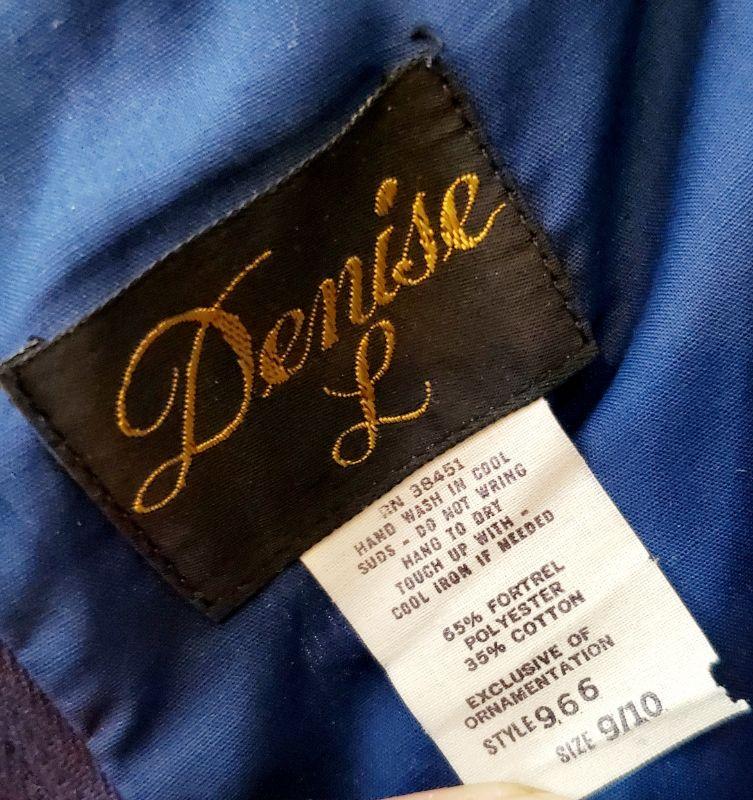 Denise
L
RN 38451
HAND WASH IN COOL
SUDS - DO NOT WRING
HANG TO DRY
TOUCH UP WITH -
COOL IRON IF NEEDED
65% FORTREL
POLYESTER
35% COTTON
EXCLUSIVE OF
ORNAMENTATION
STYLE 966
SIZE 9/10